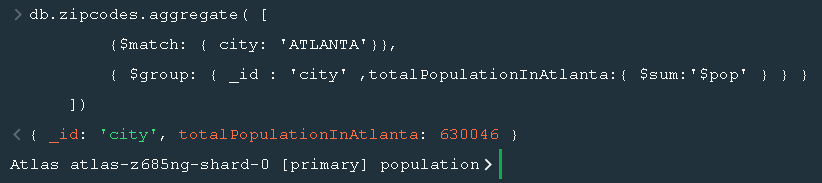 > db.zipcodes.aggregate( [
{$match: { city: 'ATLANTA'}},
{ $group: { _id : 'city' ,totalPopulationInAtlanta:{ $sum:'$pop' } } }
])
< { _id: 'city', totalPopulationInAtlanta: 630046 }
Atlas atlas-z685ng-shard-0 [primary] population>